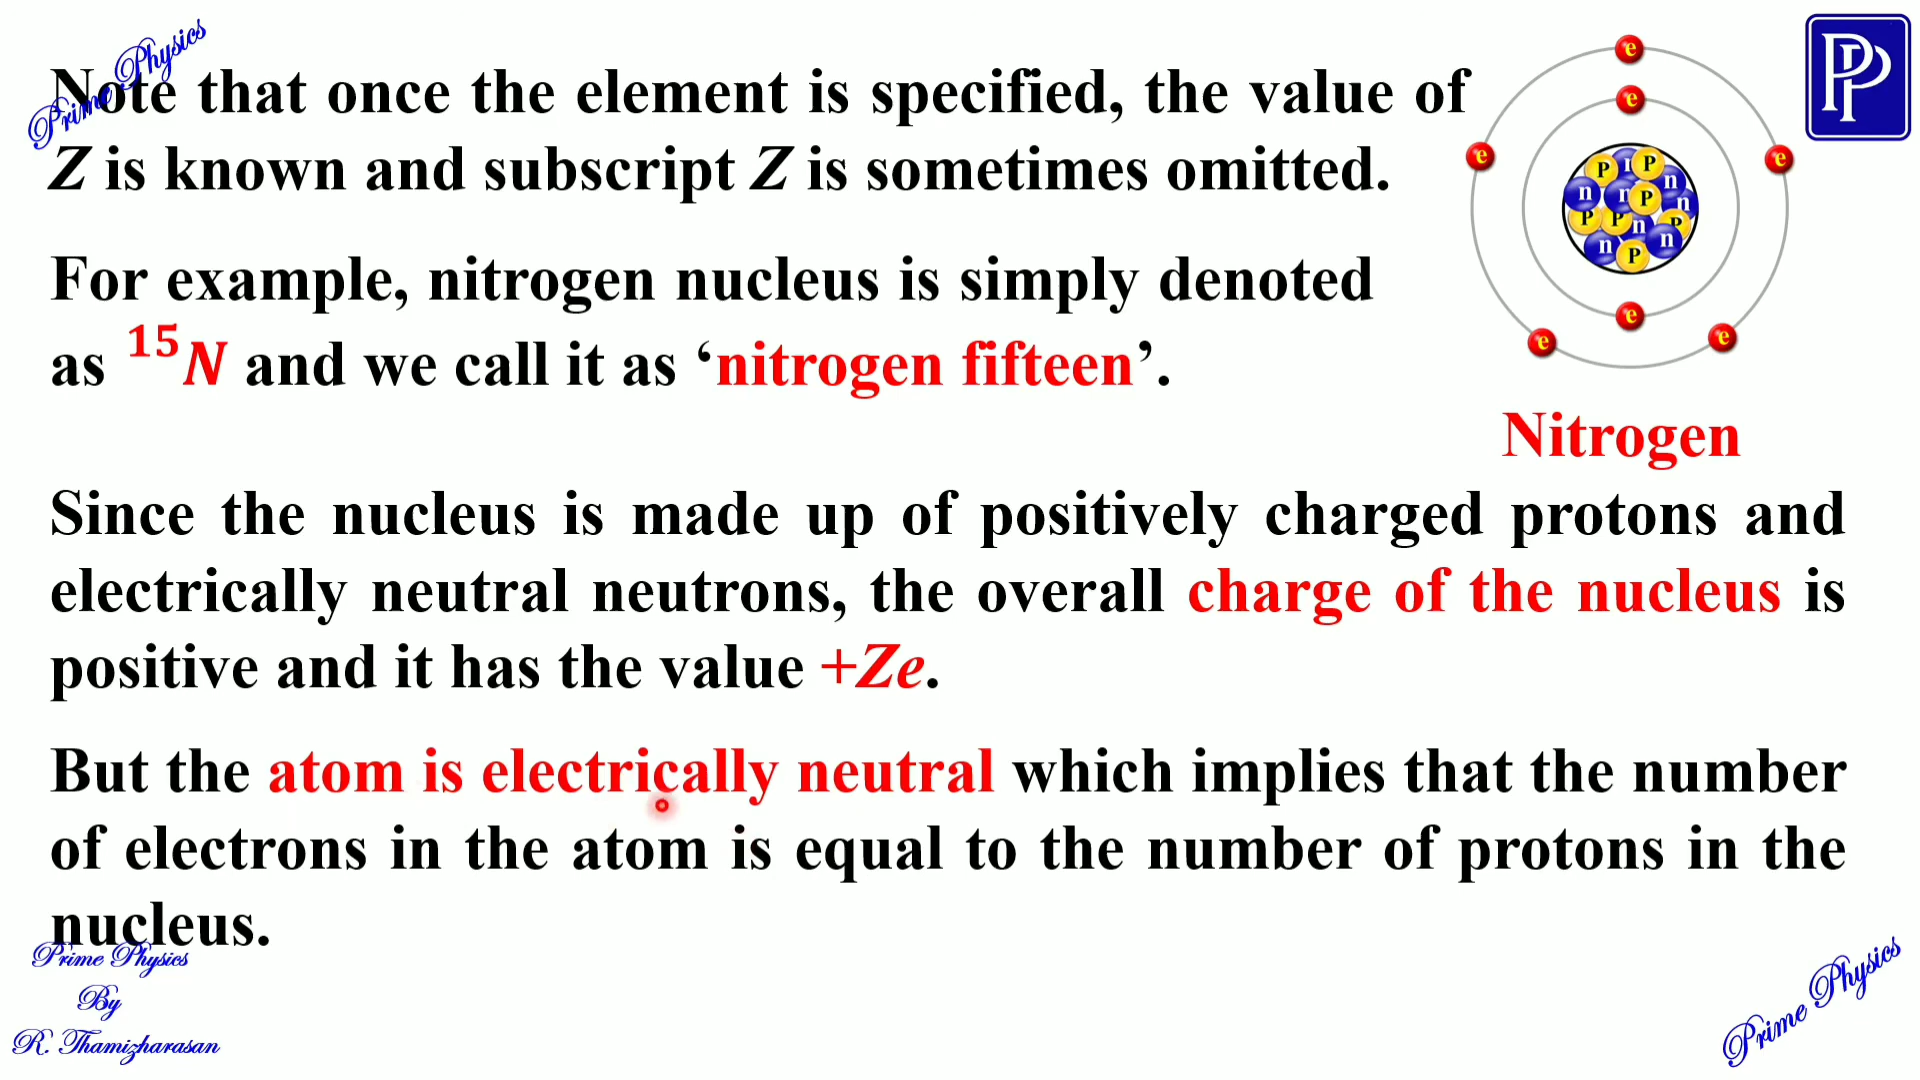 Prime Physics
Note that once the element is specified, the value of
Z is known and subscript Z is sometimes omitted.
For example, nitrogen nucleus is simply denoted
as ¹⁵N and we call it as ‘nitrogen fifteen’.
PP
e
e
e
e
e
e
e
P
n
P
n
n
n
P
n
P
P
n
P
n
n
P
Nitrogen
Since the nucleus is made up of positively charged protons and
electrically neutral neutrons, the overall charge of the nucleus is
positive and it has the value +Ze.
But the atom is electrically neutral which implies that the number
of electrons in the atom is equal to the number of protons in the
nucleus.
Prime Physics
By
R. Thamizharasan
Prime Physics